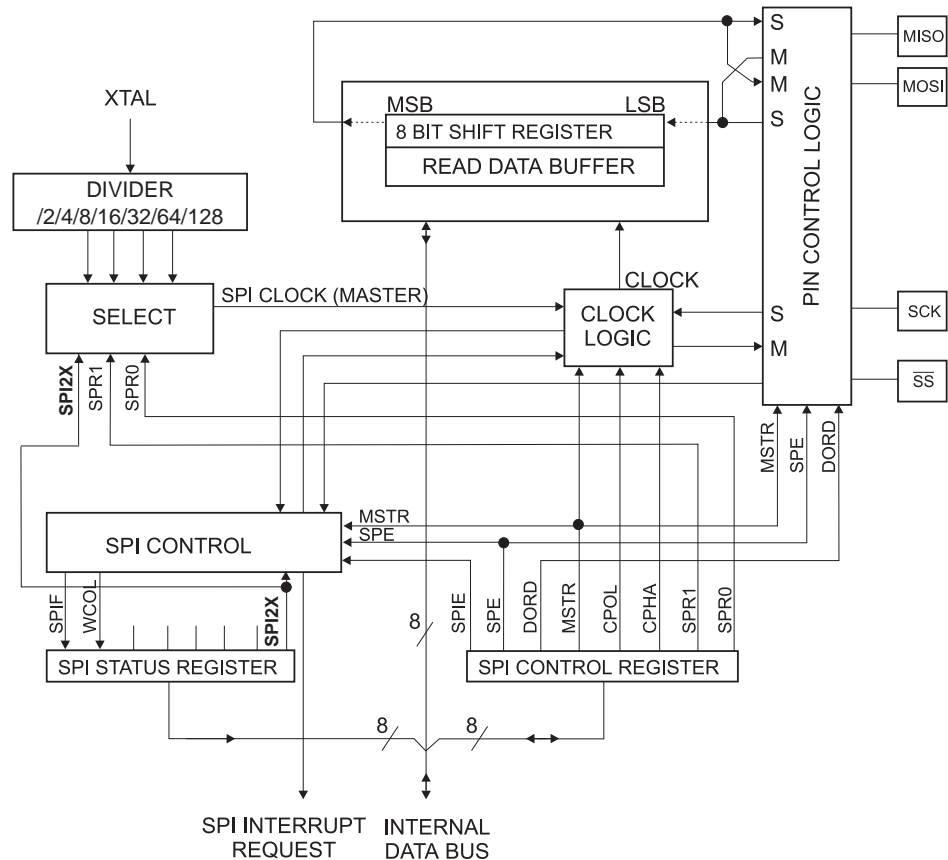 S
MISO
M
M
MOSI
S
PIN CONTROL LOGIC
MSB
LSB
8 BIT SHIFT REGISTER
READ DATA BUFFER
XTAL
DIVIDER
/2/4/8/16/32/64/128
SPI CLOCK (MASTER)
CLOCK
SELECT
CLOCK
LOGIC
S
M
SCK
SS
SPI2X
SPR1
SPR0
MSTR
SPE
DORD
MSTR
SPE
SPI CONTROL
SPIF
WCOL
SPI2X
8
SPIE
SPE
DORD
MSTR
CPOL
CPHA
SPR1
SPR0
SPI STATUS REGISTER
SPI CONTROL REGISTER
8
8
SPI INTERRUPT
REQUEST
INTERNAL
DATA BUS